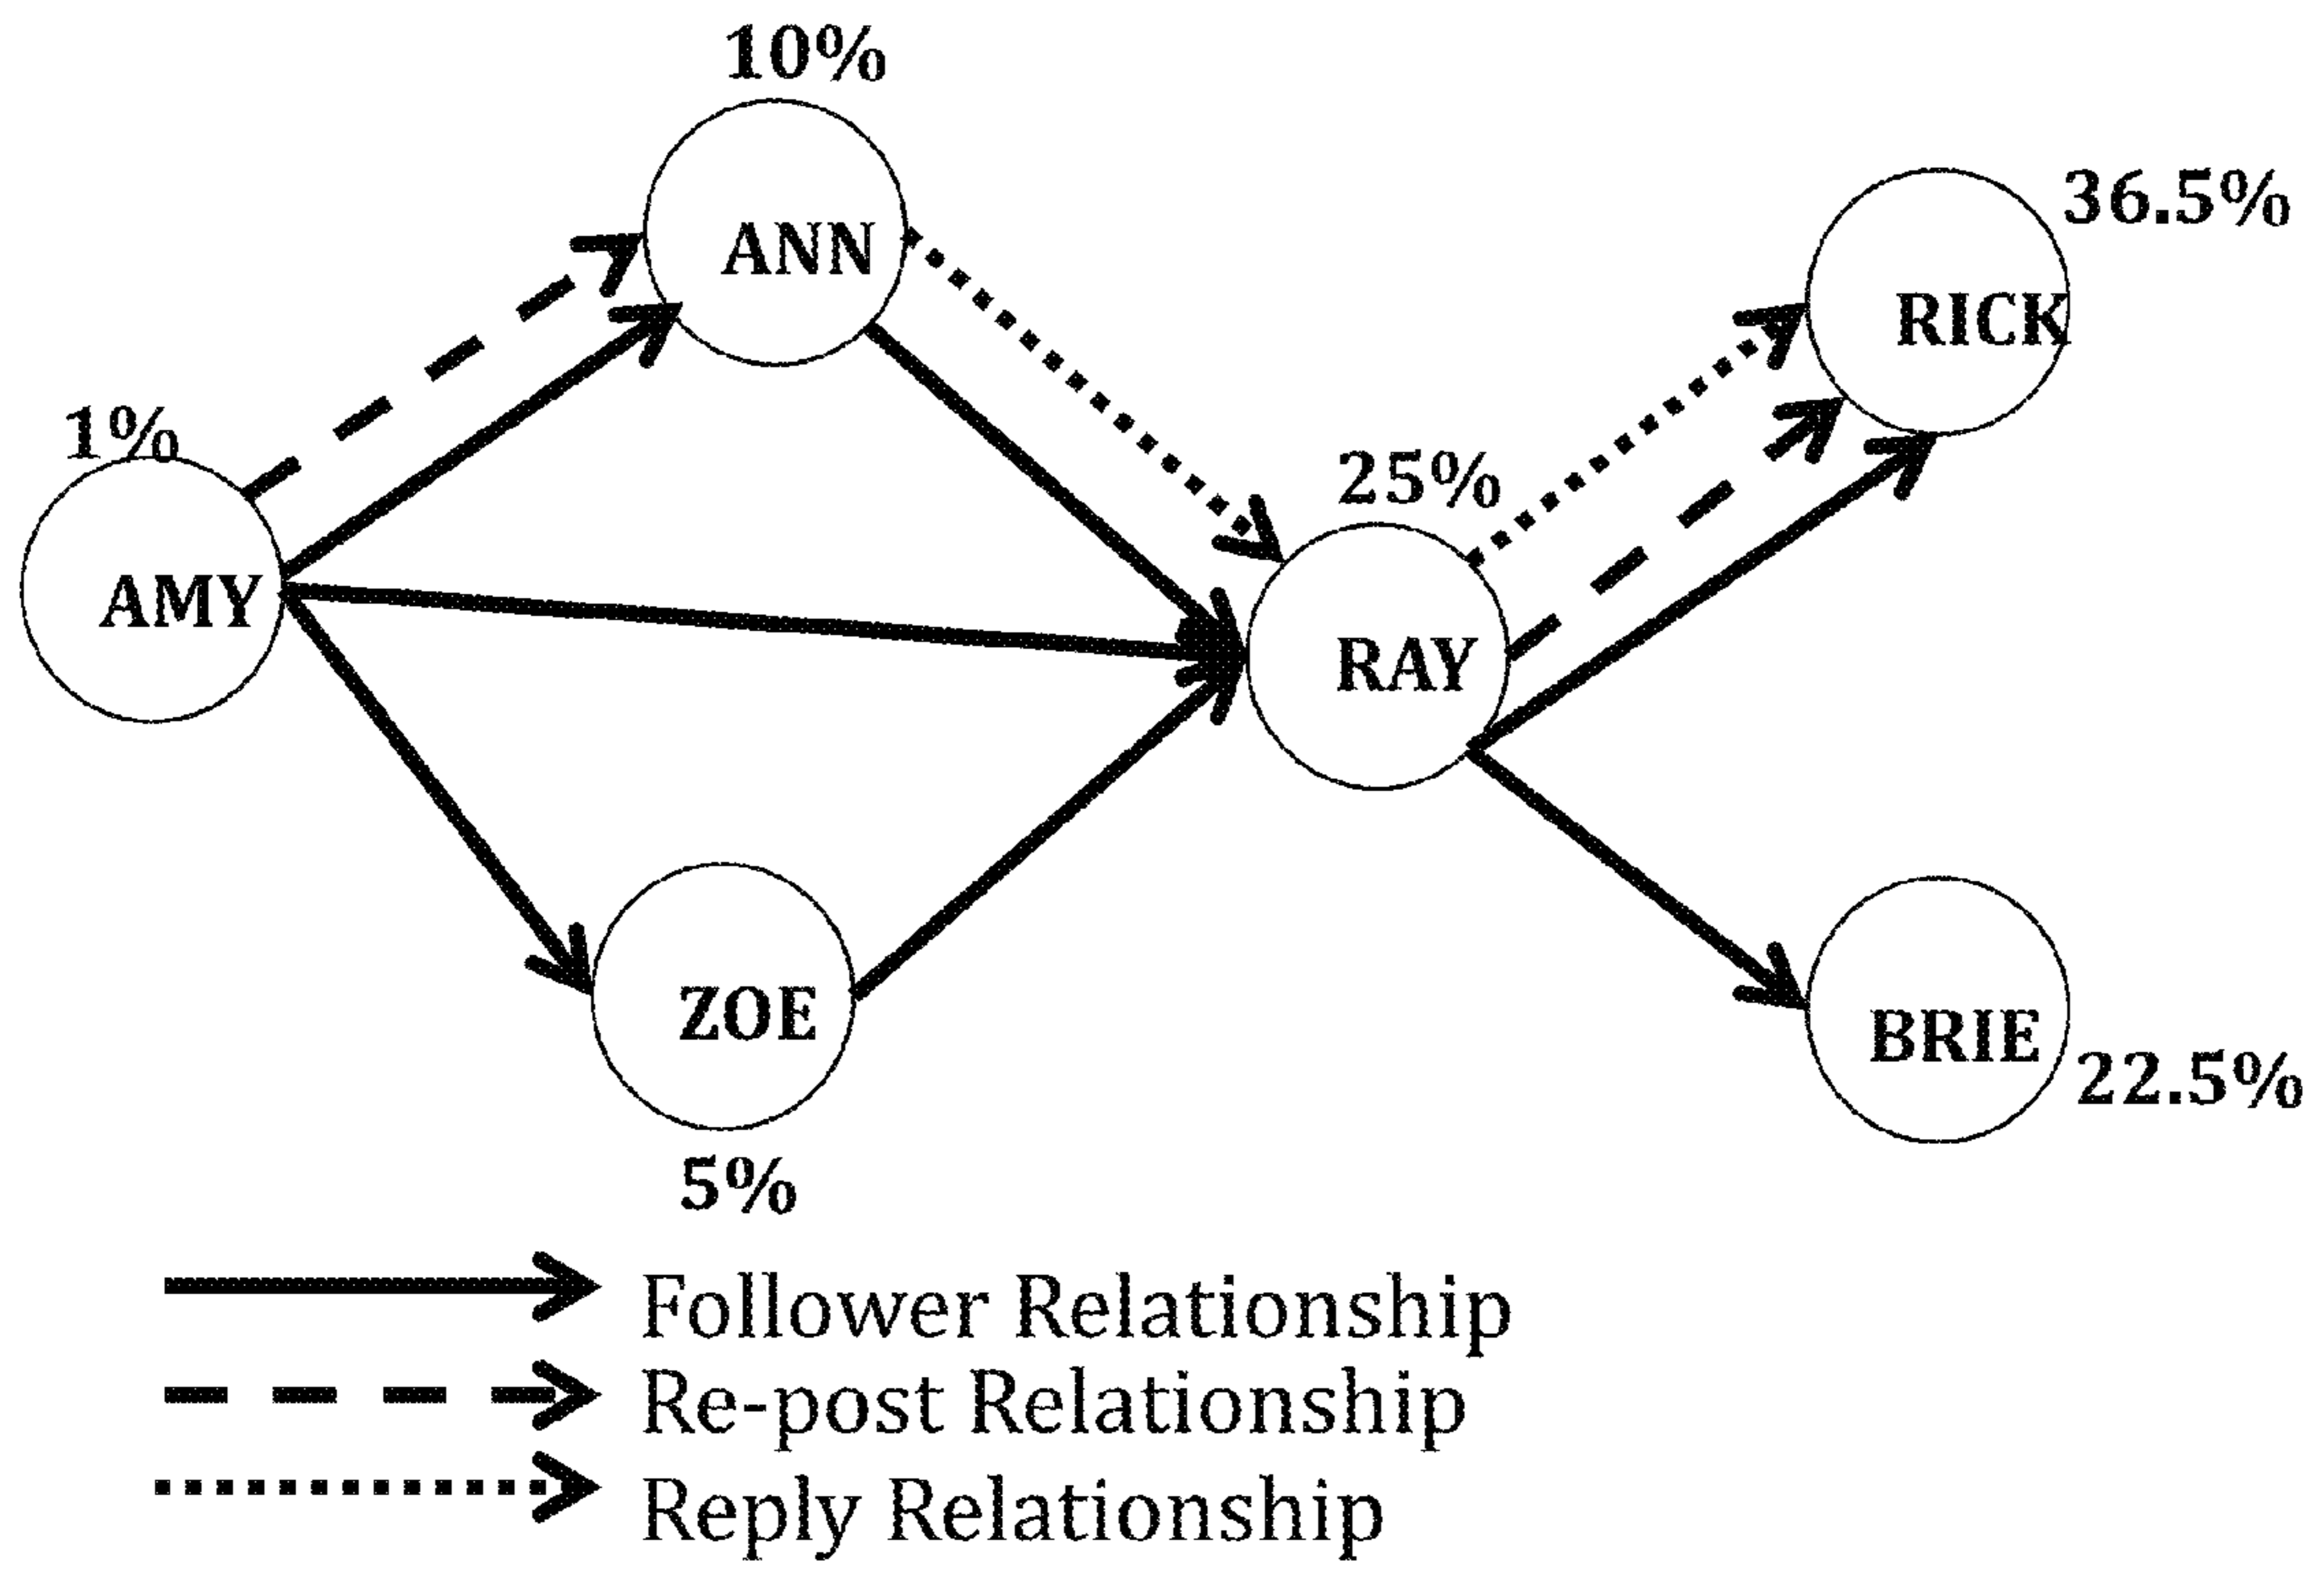 10%
ANN
36.5%
RICK
1%
AMY
25%
RAY
ZOE
5%
BRIE
22.5%
Follower Relationship
Re-post Relationship
Reply Relationship